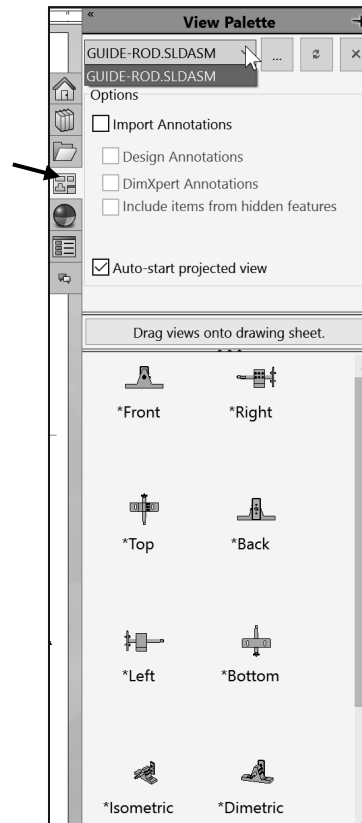 View Palette
GUIDE-ROD.SLDASM
...
GUIDE-ROD.SLDASM
Options
Import Annotations
Design Annotations
DimXpert Annotations
Include items from hidden features
Auto-start projected view
Drag views onto drawing sheet.
*Front *Right
*Top *Back
*Left *Bottom
*Isometric *Dimetric